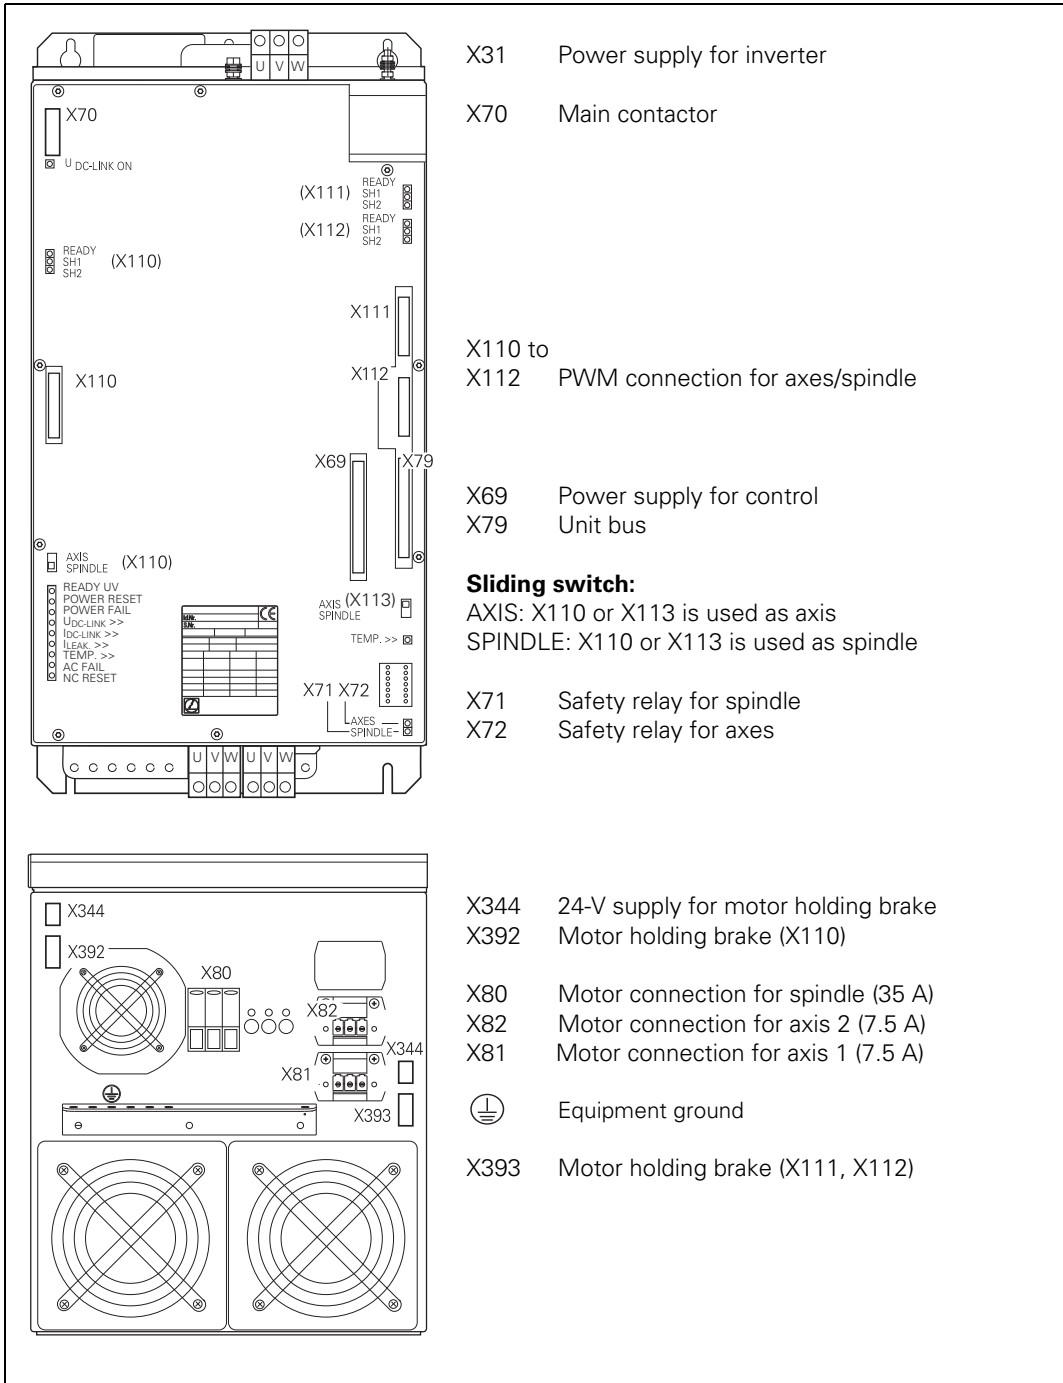 U V W
X31 Power supply for inverter
X70
X70 Main contactor
U DC-LINK ON
(X111) READY
SH1
SH2
(X112) READY
SH1
SH2
READY
SH1 (X110)
SH2
X111
X110 to
X112 PWM connection for axes/spindle
X110
X112
X69 X79
X69 Power supply for control
X79 Unit bus
AXIS
SPINDLE (X110)
READY UV
POWER RESET
POWER FAIL
UDC-LINK >>
IDC-LINK >>
ILEAK. >>
TEMP. >>
AC FAIL
NC RESET
Id.Nr.
S.Nr.
CE
AXIS (X113)
SPINDLE
TEMP. >>
Sliding switch:
AXIS: X110 or X113 is used as axis
SPINDLE: X110 or X113 is used as spindle
X71 X72
AXES
SPINDLE
X71 Safety relay for spindle
X72 Safety relay for axes
U V W U V W
X344
X392
X80
X82
X344
X81
X393
X344 24-V supply for motor holding brake
X392 Motor holding brake (X110)
X80 Motor connection for spindle (35 A)
X82 Motor connection for axis 2 (7.5 A)
X81 Motor connection for axis 1 (7.5 A)
Equipment ground
X393 Motor holding brake (X111, X112)